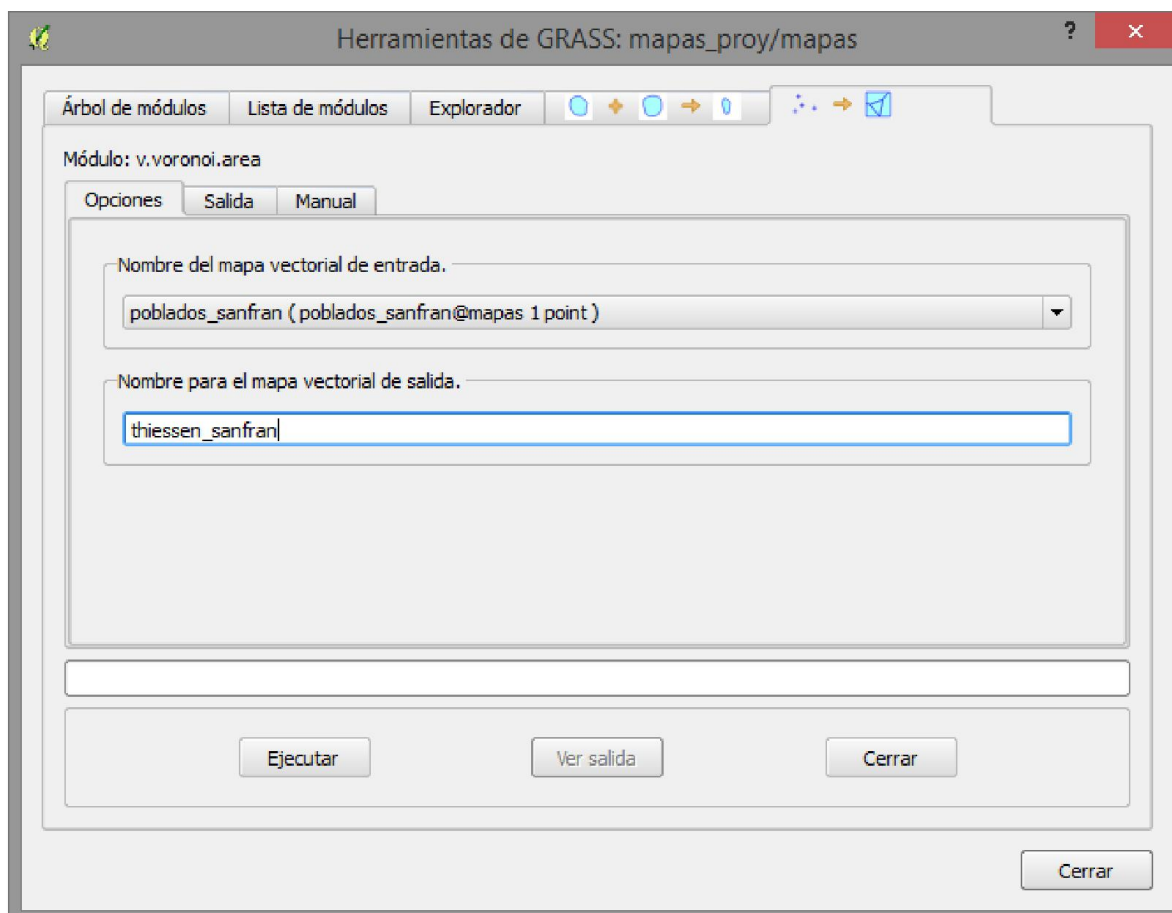 Herramientas de GRASS: mapas_proy/mapas
?
Árbol de módulos
Lista de módulos
Explorador
Módulo: v.voronoi.area
Opciones
Salida
Manual
Nombre del mapa vectorial de entrada.
poblados_sanfran ( poblados_sanfran@mapas 1 point )
Nombre para el mapa vectorial de salida.
thiessen_sanfran
Ejecutar
Ver salida
Cerrar
Cerrar